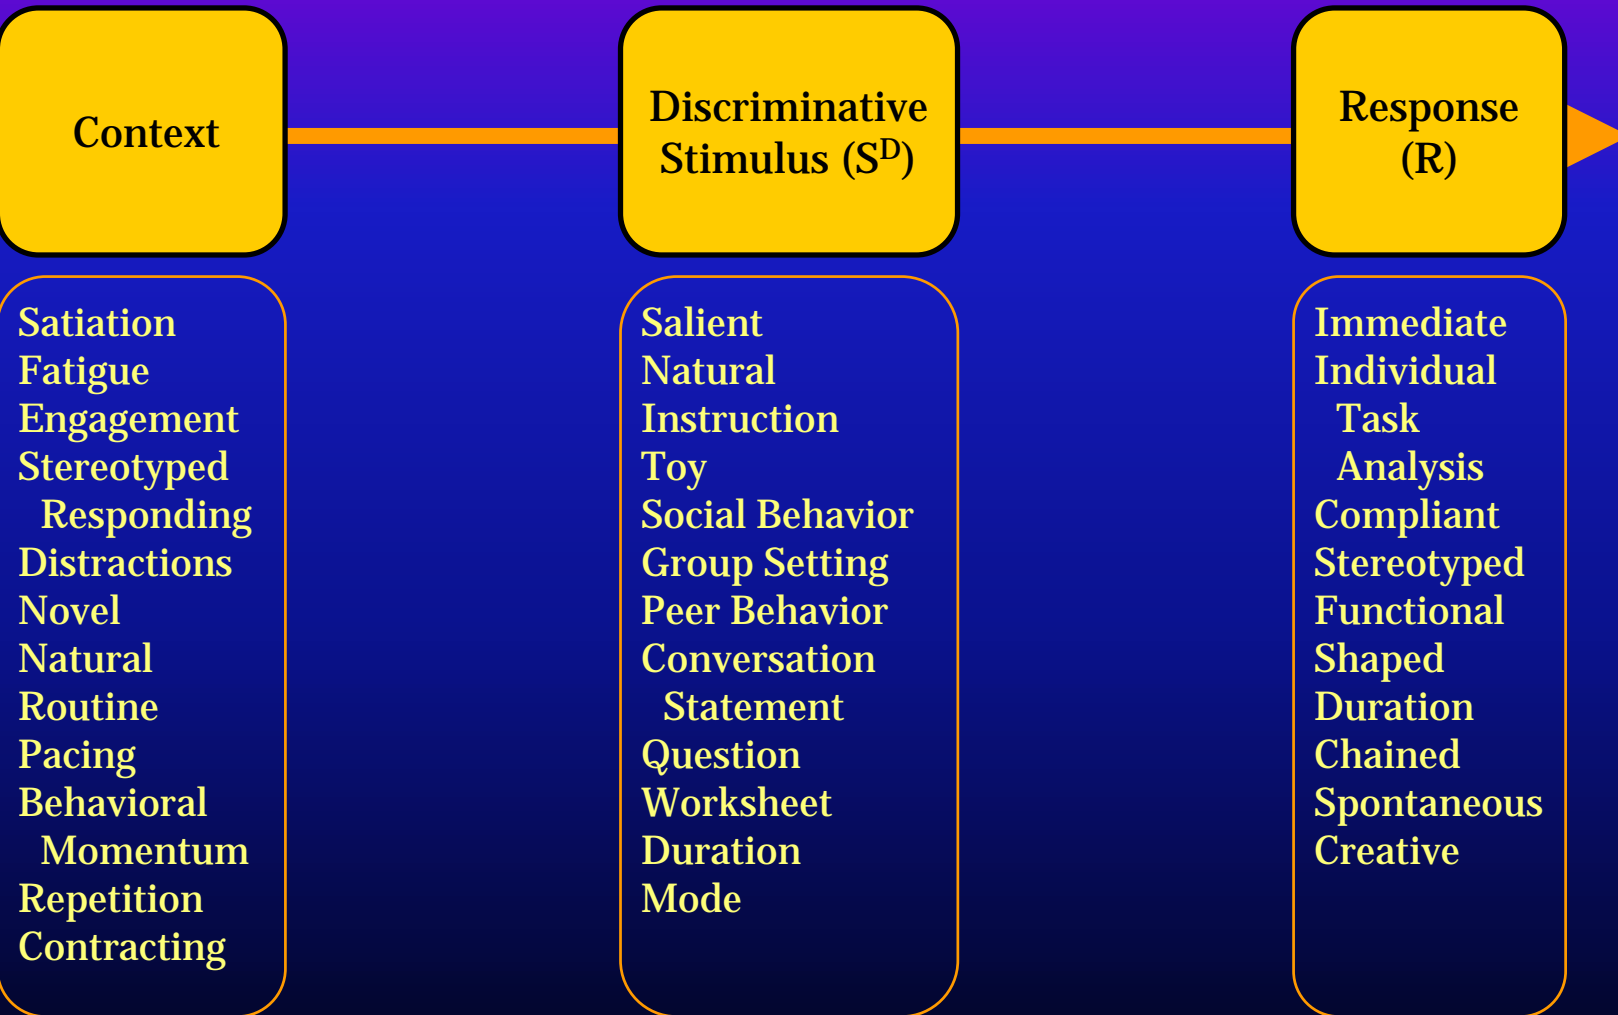 Context
Discriminative
Stimulus (S^D)
Response
(R)
Satiation
Fatigue
Engagement
Stereotyped
Responding
Distractions
Novel
Natural
Routine
Pacing
Behavioral
Momentum
Repetition
Contracting
Salient
Natural
Instruction
Toy
Social Behavior
Group Setting
Peer Behavior
Conversation
Statement
Question
Worksheet
Duration
Mode
Immediate
Individual
Task
Analysis
Compliant
Stereotyped
Functional
Shaped
Duration
Chained
Spontaneous
Creative